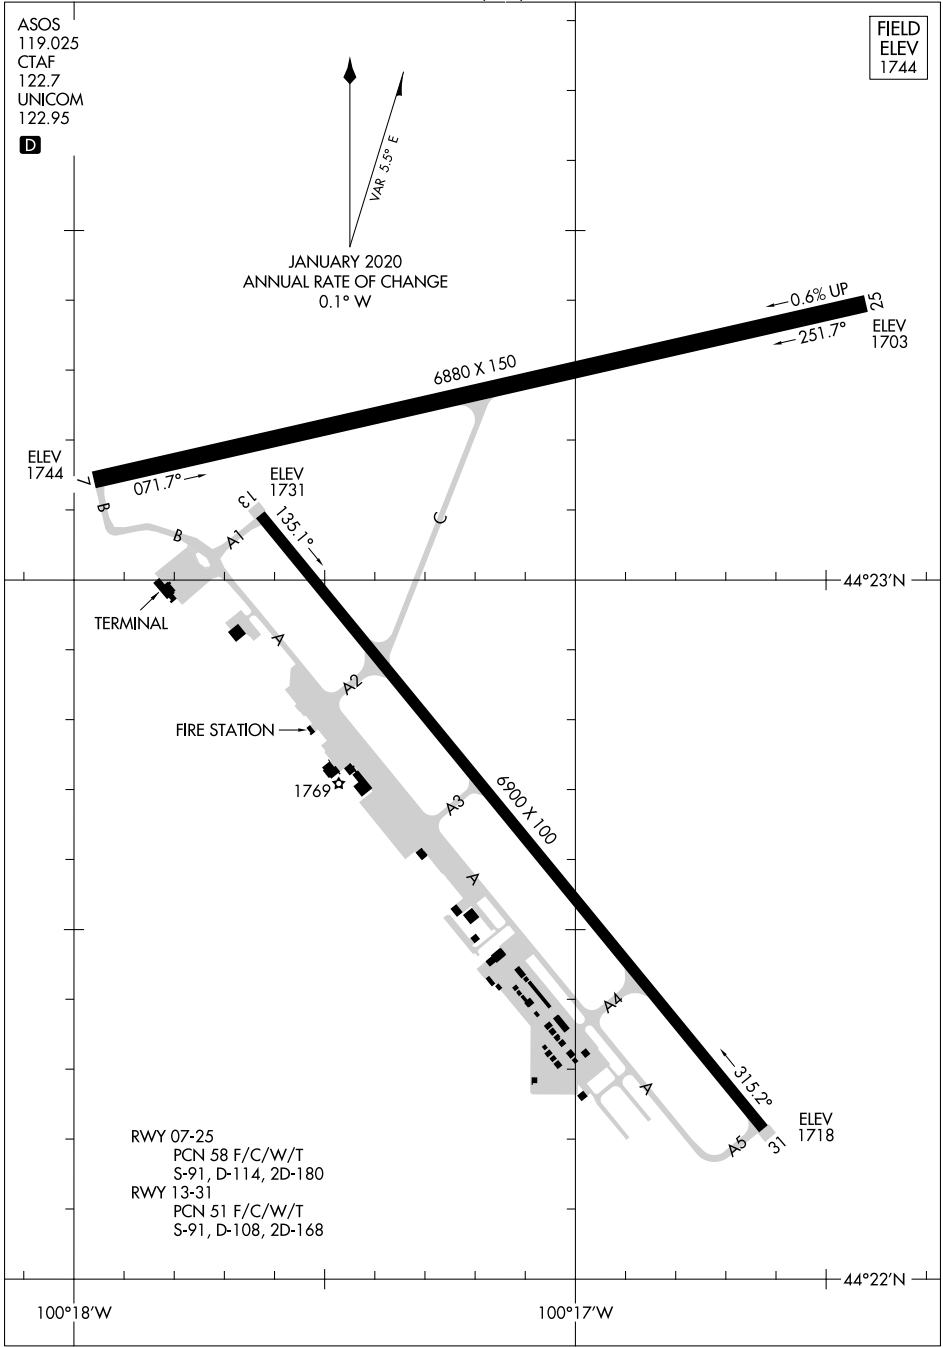 ASOS
119.025
CTAF
122.7
UNICOM
122.95
D
FIELD
ELEV
1744
VAR 5.5° E
JANUARY 2020
ANNUAL RATE OF CHANGE
0.1° W
0.6% UP
25
251.7°
ELEV
1703
6880 X 150
ELEV
1744
7
071.7°
ELEV
1731
13
135.1°
B
B
A1
C
44°23'N
TERMINAL
A
A2
FIRE STATION
1769
A3
6900 X 100
A
A4
315.2°
A
ELEV
1718
A5
31
RWY 07-25
PCN 58 F/C/W/T
S-91, D-114, 2D-180
RWY 13-31
PCN 51 F/C/W/T
S-91, D-108, 2D-168
44°22'N
100°18'W
100°17'W